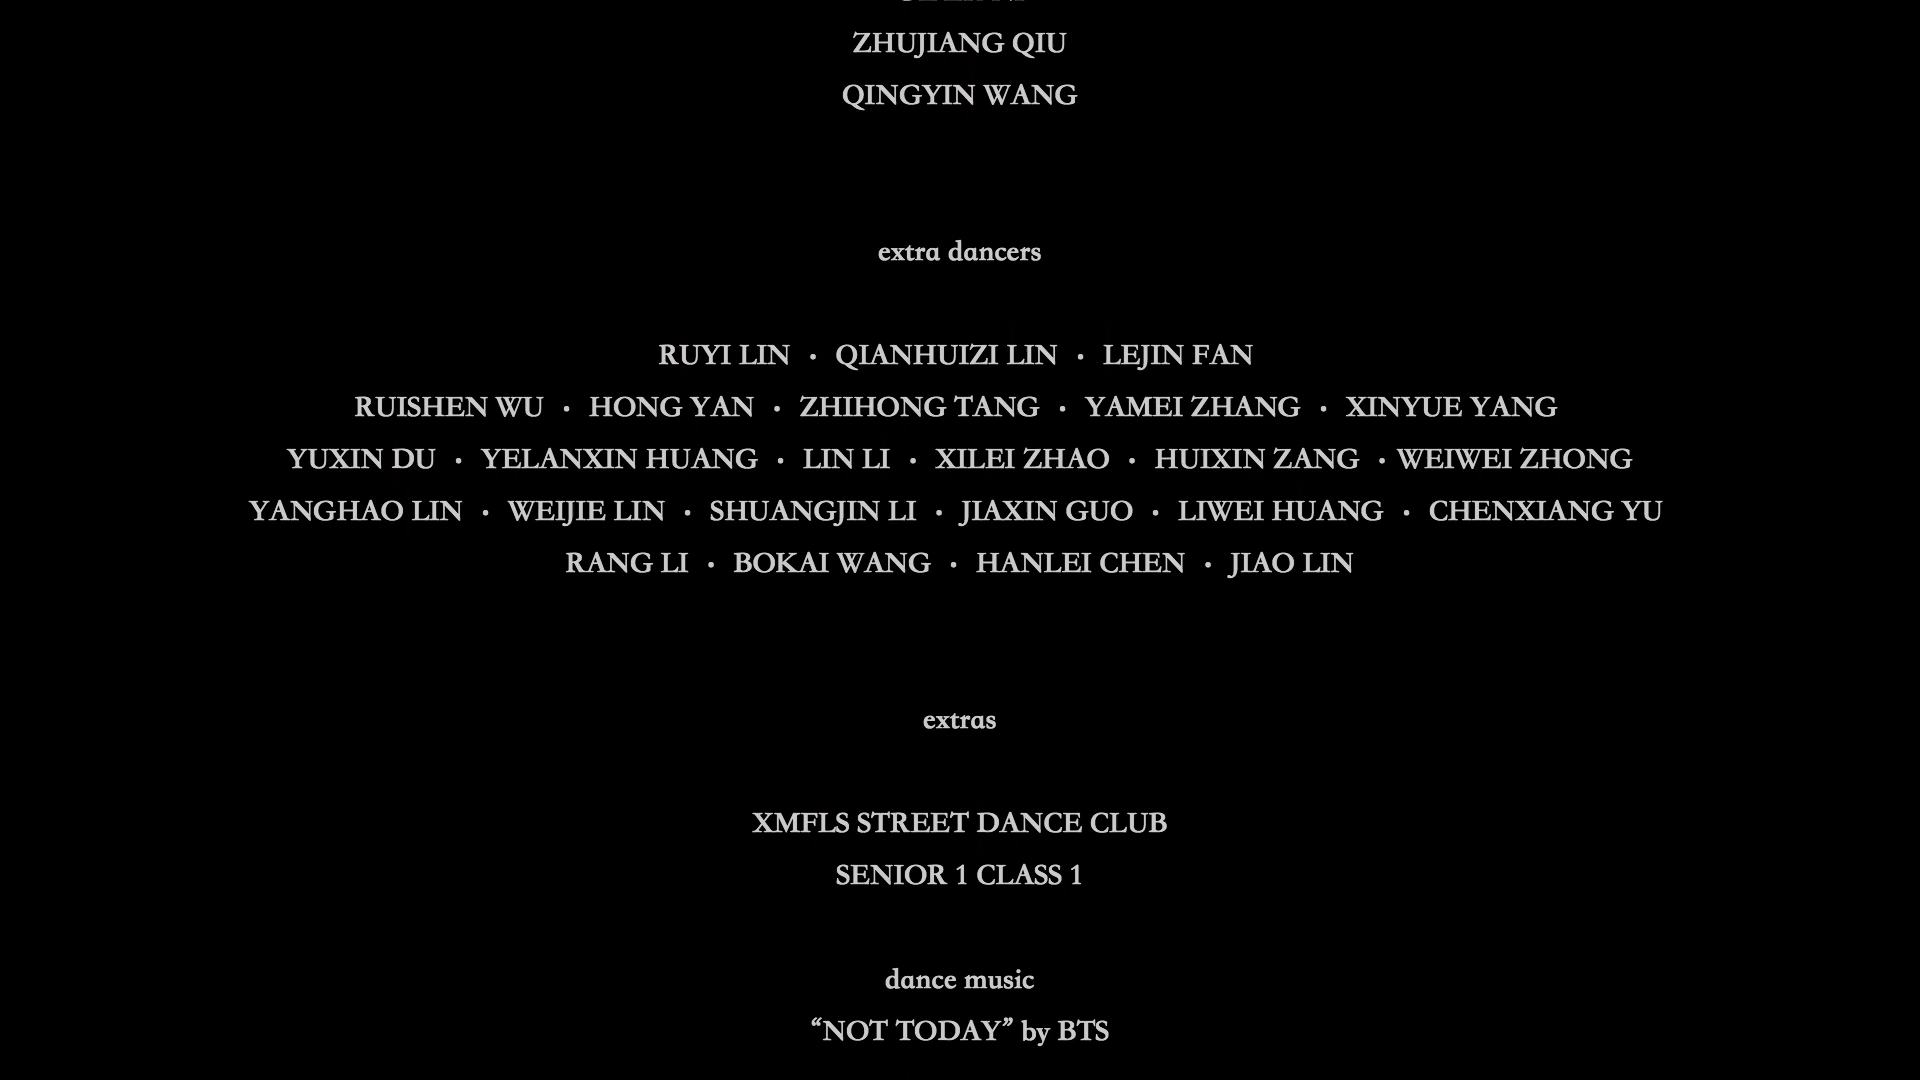 ZHUJIANG QIU
QINGYIN WANG
extra dancers
RUYI LIN · QIANHUIZI LIN · LEJIN FAN
RUISHEN WU · HONG YAN · ZHIHONG TANG · YAMEI ZHANG · XINYUE YANG
YUXIN DU · YELANXIN HUANG · LIN LI · XILEI ZHAO · HUIXIN ZANG · WEIWEI ZHONG
YANGHAO LIN · WEIJIE LIN · SHUANGJIN LI · JIAXIN GUO · LIWEI HUANG · CHENXIANG YU
RANG LI · BOKAI WANG · HANLEI CHEN · JIAO LIN
extras
XMFLS STREET DANCE CLUB
SENIOR 1 CLASS 1
dance music
“NOT TODAY” by BTS